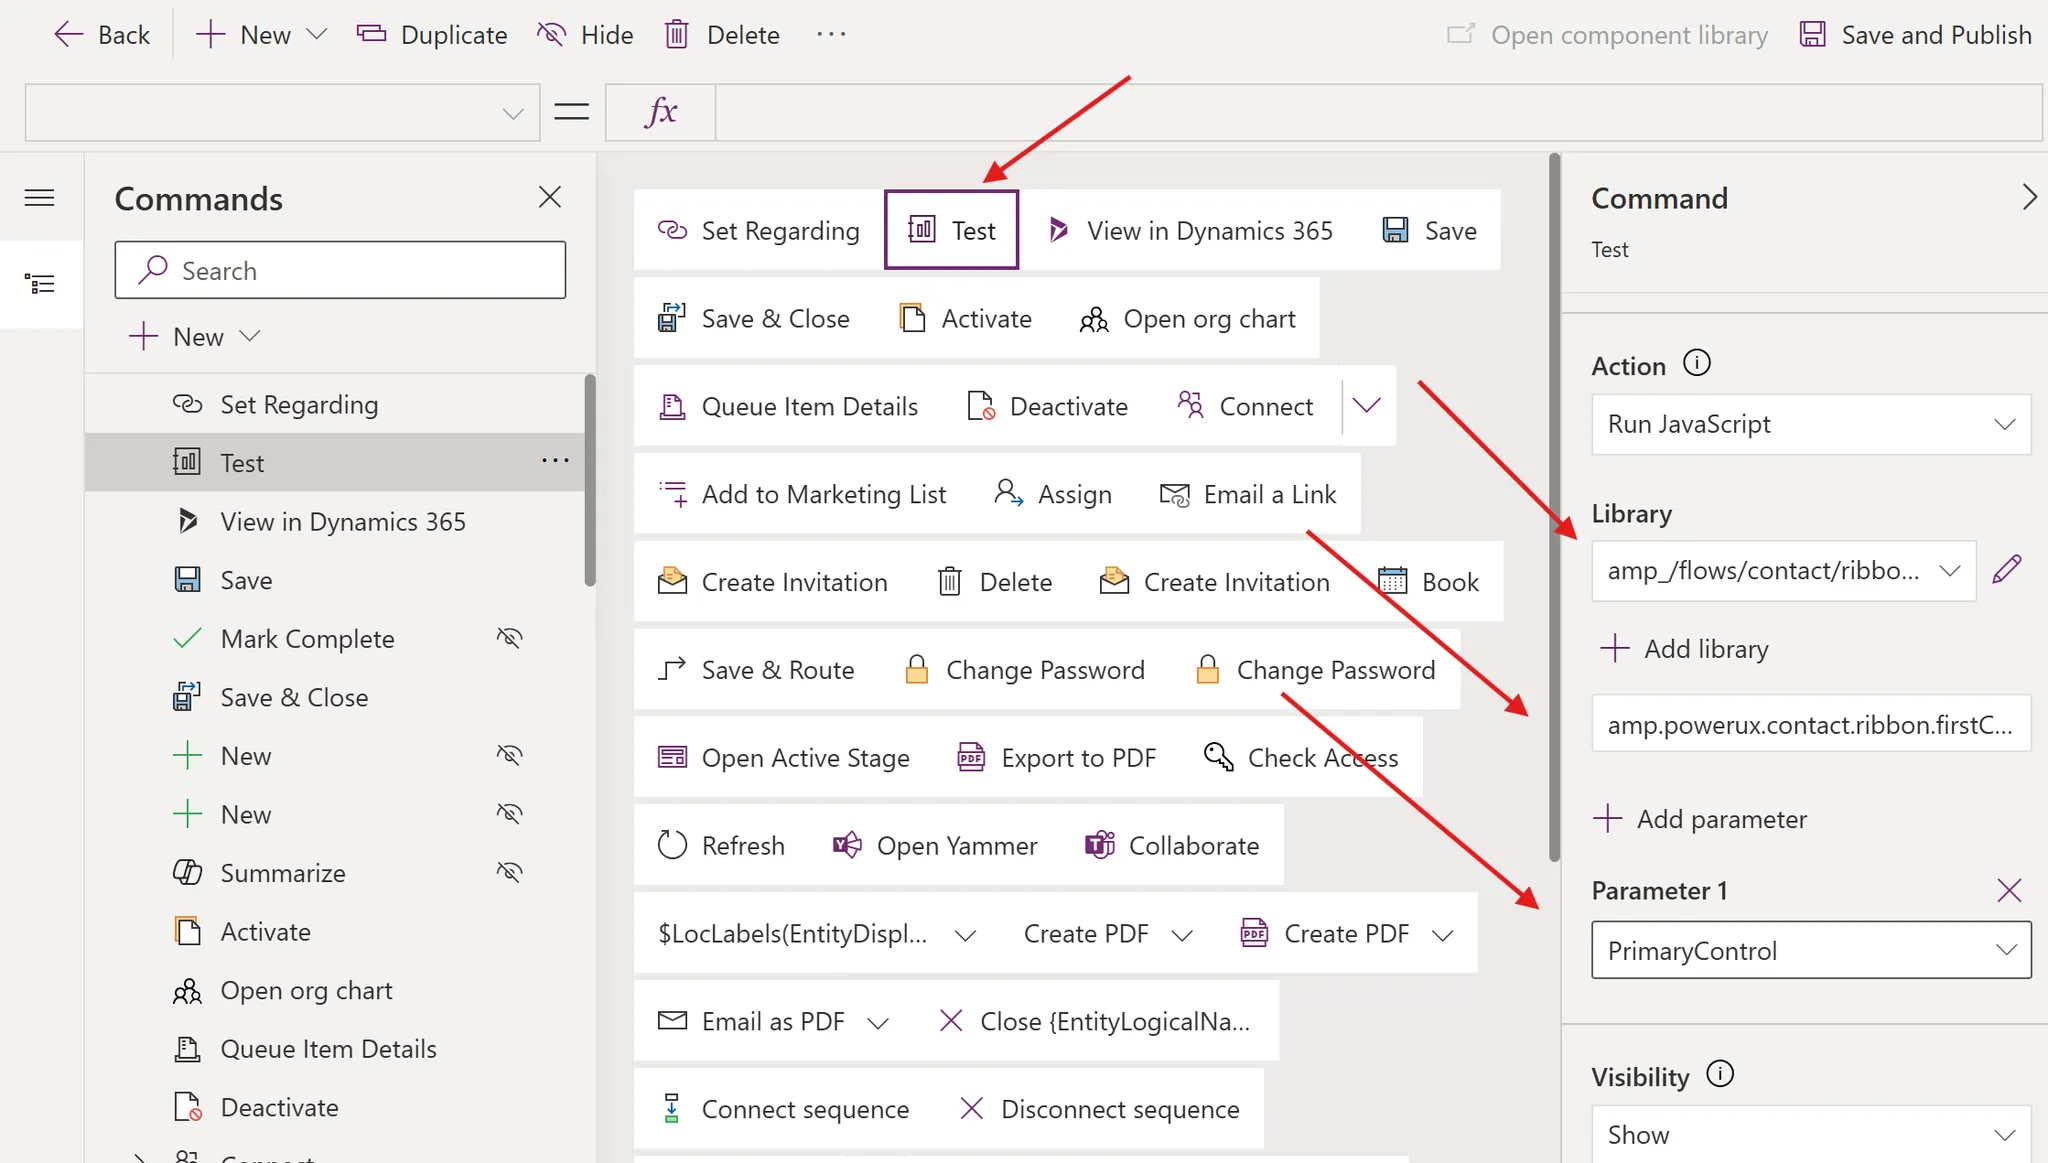 Back
New
Duplicate
Hide
Delete
Open component library
Save and Publish
=
fx
Commands
Search
New
Set Regarding
Test
View in Dynamics 365
Save
Mark Complete
Save & Close
New
New
Summarize
Activate
Open org chart
Queue Item Details
Deactivate
Connect
Set Regarding Test View in Dynamics 365 Save
Save & Close Activate Open org chart
Queue Item Details Deactivate Connect
Add to Marketing List Assign Email a Link
Create Invitation Delete Create Invitation Book
Save & Route Change Password Change Password
Open Active Stage PDF Export to PDF Check Access
Refresh Open Yammer Collaborate
$LocLabels(EntityDispl... Create PDF PDF Create PDF
Email as PDF Close {EntityLogicalNa...
Connect sequence Disconnect sequence
Command
Test
Action
Run JavaScript
Library
amp_/flows/contact/ribbo...
Add library
amp.powerux.contact.ribbon.firstC...
Add parameter
Parameter 1
PrimaryControl
Visibility
Show